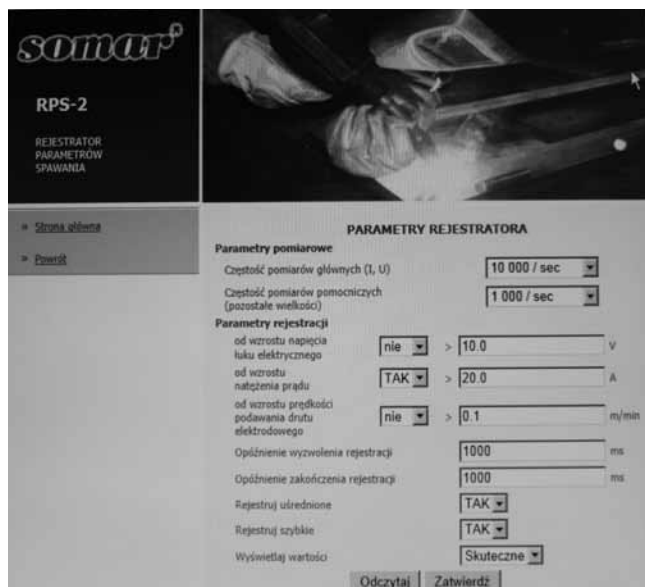 somar®
RPS-2
REJESTRATOR
PARAMETRÓW
SPAWANIA
» Strona główna
» Powrót
PARAMETRY REJESTRATORA
Parametry pomiarowe
Częstość pomiarów głównych (I, U) 10 000 / sec
Częstość pomiarów pomocniczych
(pozostałe wielkości) 1 000 / sec
Parametry rejestracji
od wzrostu napięcia
łuku elektrycznego nie > 10.0 V
od wzrostu
natężenia prądu TAK > 20.0 A
od wzrostu prędkości
podawania drutu
elektrodowego nie > 0.1 m/min
Opóźnienie wyzwolenia rejestracji 1000 ms
Opóźnienie zakończenia rejestracji 1000 ms
Rejestruj uśrednione TAK
Rejestruj szybkie TAK
Wyświetlaj wartości Skuteczne
Odczytaj Zatwierdź